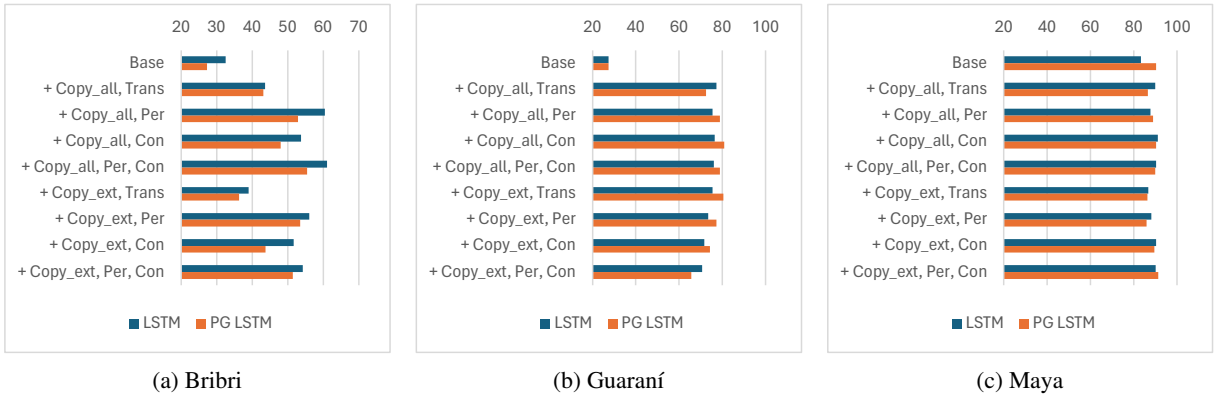 20 30 40 50 60 70
Base
+ Copy_all, Trans
+ Copy_all, Per
+ Copy_all, Con
+ Copy_all, Per, Con
+ Copy_ext, Trans
+ Copy_ext, Per
+ Copy_ext, Con
+ Copy_ext, Per, Con
LSTM PG LSTM
(a) Bribri
20 40 60 80 100
Base
+ Copy_all, Trans
+ Copy_all, Per
+ Copy_all, Con
+ Copy_all, Per, Con
+ Copy_ext, Trans
+ Copy_ext, Per
+ Copy_ext, Con
+ Copy_ext, Per, Con
LSTM PG LSTM
(b) Guaraní
20 40 60 80 100
Base
+ Copy_all, Trans
+ Copy_all, Per
+ Copy_all, Con
+ Copy_all, Per, Con
+ Copy_ext, Trans
+ Copy_ext, Per
+ Copy_ext, Con
+ Copy_ext, Per, Con
LSTM PG LSTM
(c) Maya